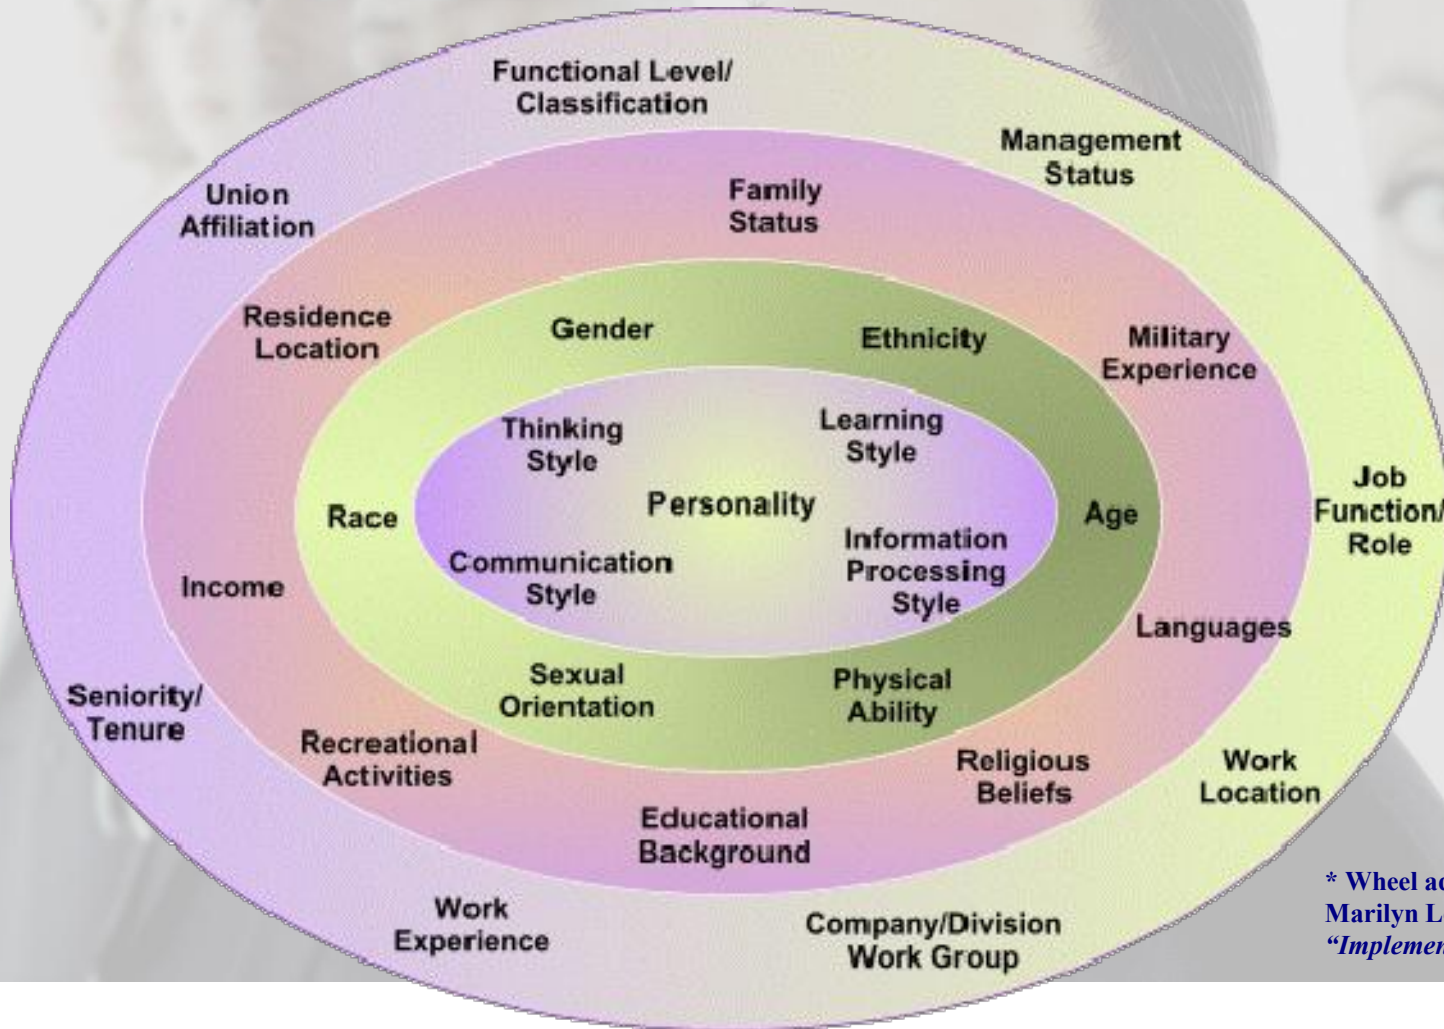 Functional Level/
Classification
Management
Status
Union
Affiliation
Family
Status
Residence
Location
Gender
Ethnicity
Military
Experience
Thinking
Style
Learning
Style
Job
Function/
Role
Race
Personality
Age
Communication
Style
Information
Processing
Style
Income
Languages
Seniority/
Tenure
Sexual
Orientation
Physical
Ability
Recreational
Activities
Religious
Beliefs
Work
Location
Educational
Background
Work
Experience
Company/Division
Work Group
* Wheel
Marilyn